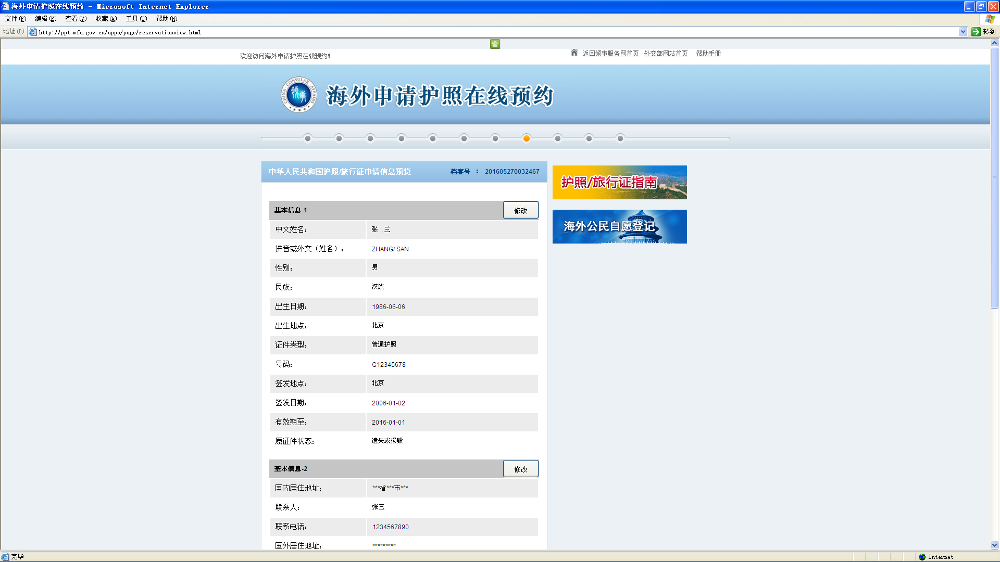 海外申请护照在线预约 - Microsoft Internet Explorer
文件(F) 编辑(E) 查看(V) 收藏(A) 工具(T) 帮助(H)
地址(D) http://ppt.mfa.gov.cn/appo/page/reservationview.html 转到
欢迎访问海外申请护照在线预约! 返回领事服务网首页 外交部网站首页 帮助手册
CHINA CONSULAR AFFAIRS 领事
海外申请护照在线预约
中华人民共和国护照/旅行证申请信息预览 档案号 : 201605270032467
护照/旅行证指南
海外公民自愿登记
基本信息-1 修改
中文姓名: 张 ,三
拼音或外文(姓名): ZHANG/ SAN
性别: 男
民族: 汉族
出生日期: 1986-06-06
出生地点: 北京
证件类型: 普通护照
号码: G12345678
签发地点: 北京
签发日期: 2006-01-02
有效期至: 2016-01-01
原证件状态: 遗失或损毁
基本信息-2 修改
国内居住地址: ***省***市***
联系人: 张三
联系电话: 1234567890
国外居住地址: *********
完毕 Internet